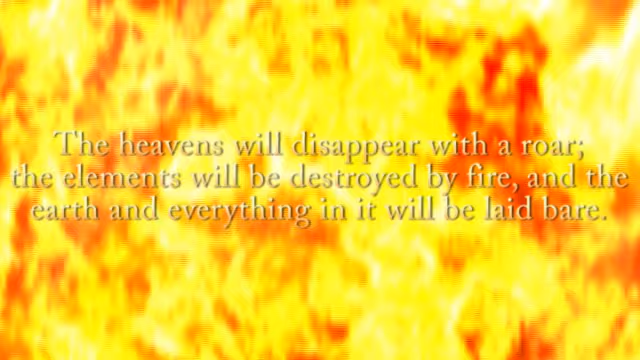 The heavens will disappear with a roar;
the elements will be destroyed by fire, and the
earth and everything in it will be laid bare.